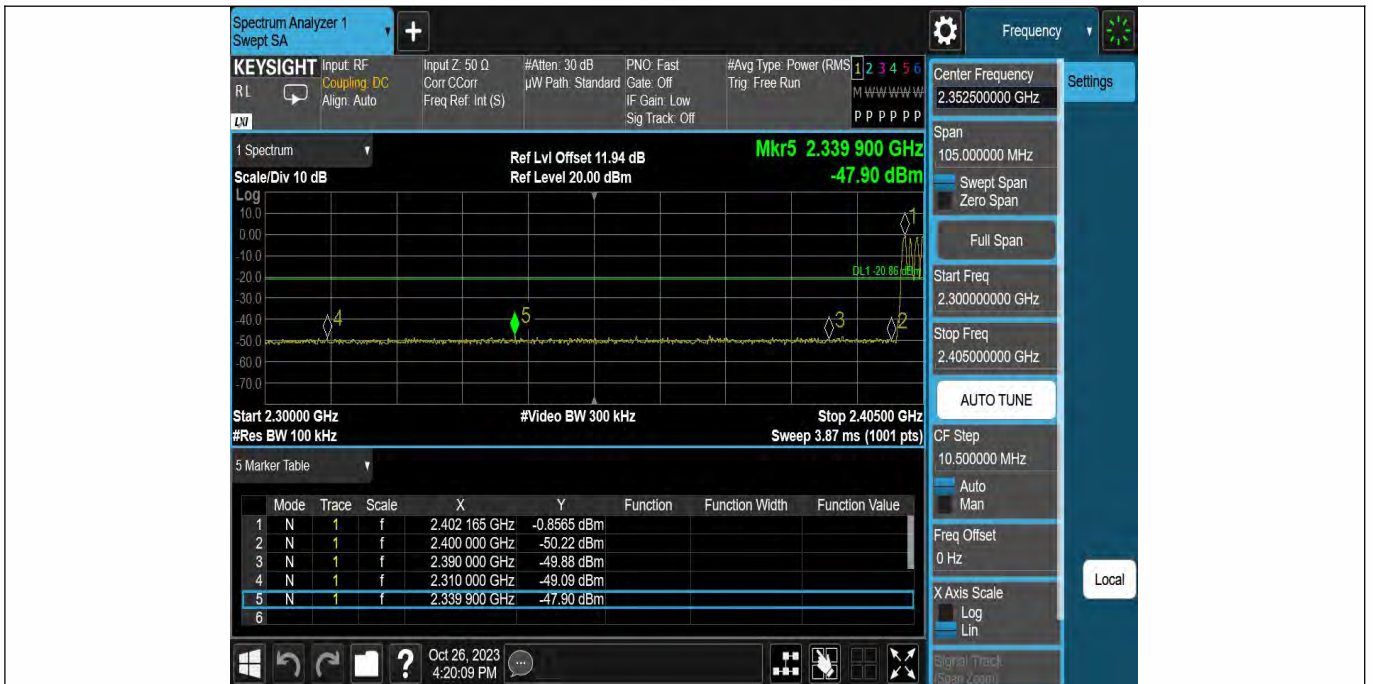 Spectrum Analyzer 1
Swept SA
+
Frequency
KEYSIGHT
RL
LXI
Input: RF
Coupling: DC
Align: Auto
Input Z: 50 Ω
Corr CCorr
Freq Ref: Int (S)
#Atten: 30 dB
µW Path: Standard
PNO: Fast
Gate: Off
IF Gain: Low
Sig Track: Off
#Avg Type: Power (RMS
Trig: Free Run
1 2 3 4 5 6
M W W W W W
P P P P P P
1 Spectrum
Scale/Div 10 dB
Ref Lvl Offset 11.94 dB
Ref Level 20.00 dBm
Mkr5 2.339 900 GHz
-47.90 dBm
Log
10.0
0.00
-10.0
-20.0
-30.0
-40.0
-50.0
-60.0
-70.0
1
DL1 -20.86 dBm
4
5
3
2
Start 2.30000 GHz
#Video BW 300 kHz
Stop 2.40500 GHz
#Res BW 100 kHz
Sweep 3.87 ms (1001 pts)
5 Marker Table
Mode Trace Scale X Y Function Function Width Function Value
1 N 1 f 2.402 165 GHz -0.8565 dBm
2 N 1 f 2.400 000 GHz -50.22 dBm
3 N 1 f 2.390 000 GHz -49.88 dBm
4 N 1 f 2.310 000 GHz -49.09 dBm
5 N 1 f 2.339 900 GHz -47.90 dBm
6
?
Oct 26, 2023
4:20:09 PM
Center Frequency
2.352500000 GHz
Settings
Span
105.000000 MHz
Swept Span
Zero Span
Full Span
Start Freq
2.300000000 GHz
Stop Freq
2.405000000 GHz
AUTO TUNE
CF Step
10.500000 MHz
Auto
Man
Freq Offset
0 Hz
Local
X Axis Scale
Log
Lin
Signal Track
(Span Zoom)